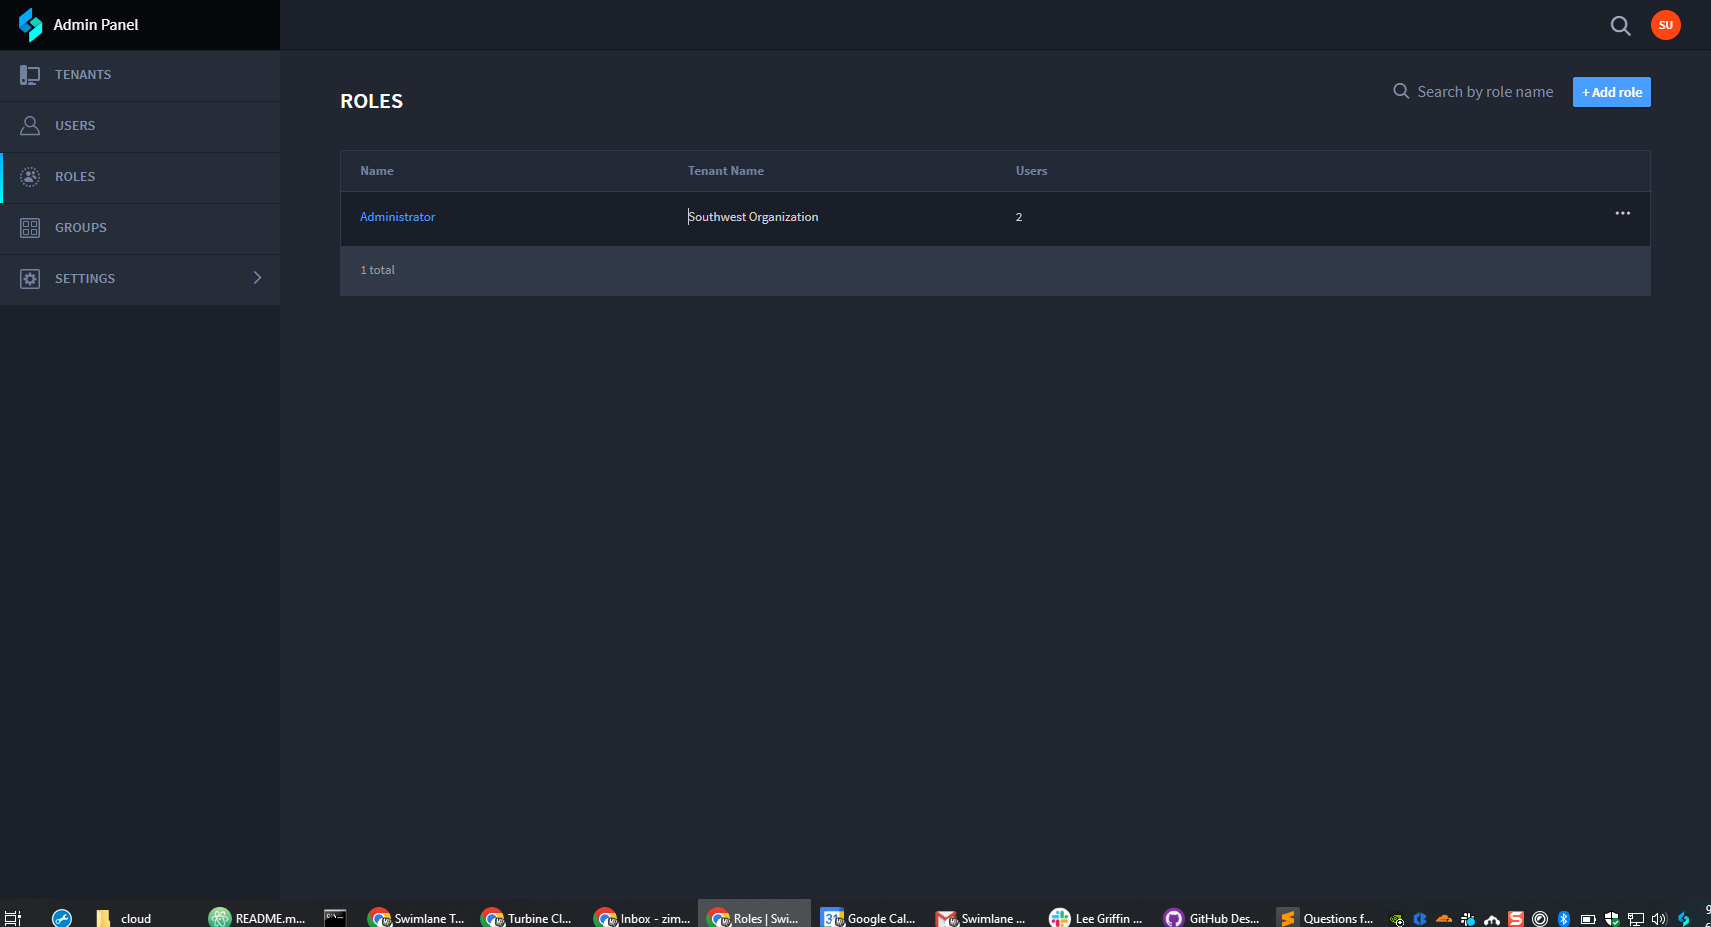 Admin Panel
SU
TENANTS
USERS
ROLES
GROUPS
SETTINGS
ROLES
Search by role name
+ Add role
Name Tenant Name Users
Administrator Southwest Organization 2 ...
1 total
cloud README.m... Swimlane T... Turbine Cl... Inbox - zim... Roles | Swi... 31 Google Cal... Swimlane ... Lee Griffin ... GitHub Des... Questions f...